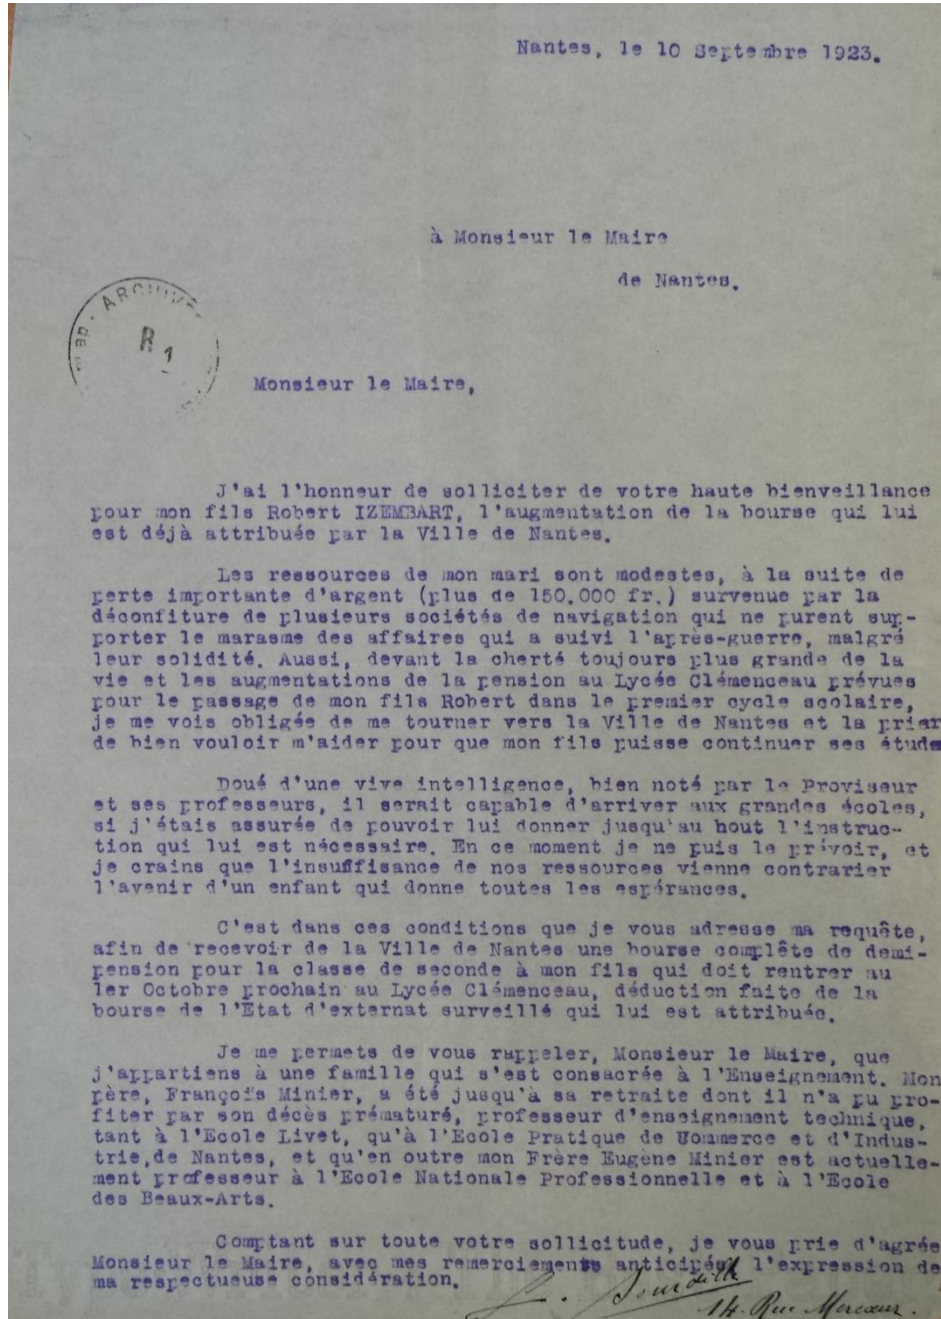 Nantes, le 10 Septembre 1923.
à Monsieur le Maire
de Nantes.
ARCHIVE
R 1
Monsieur le Maire,
J'ai l'honneur de solliciter de votre haute bienveillance
pour mon fils Robert IZEMBART, l'augmentation de la bourse qui lui
est déjà attribuée par la Ville de Nantes.
Les ressources de mon mari sont modestes, à la suite de
perte importante d'argent (plus de 150.000 fr.) survenue par la
déconfiture de plusieurs sociétés de navigation qui ne purent sup-
porter le marasme des affaires qui a suivi l'après-guerre, malgré
leur solidité. Aussi, devant la cherté toujours plus grande de la
vie et les augmentations de la pension au Lycée Clémenceau prévues
pour le passage de mon fils Robert dans le premier cycle scolaire,
je me vois obligée de me tourner vers la Ville de Nantes et la prier
de bien vouloir m'aider pour que mon fils puisse continuer ses étude
Doué d'une vive intelligence, bien noté par le Proviseur
et ses professeurs, il serait capable d'arriver aux grandes écoles,
si j'étais assurée de pouvoir lui donner jusqu'au bout l'instruc-
tion qui lui est nécessaire. En ce moment je ne puis le prévoir, et
je crains que l'insuffisance de nos ressources vienne contrarier
l'avenir d'un enfant qui donne toutes les espérances.
C'est dans ces conditions que je vous adresse ma requête,
afin de recevoir de la Ville de Nantes une bourse complête de demi-
pension pour la classe de seconde à mon fils qui doit rentrer au
1er Octobre prochain au Lycée Clémenceau, déduction faite de la
bourse de l'Etat d'externat surveillé qui lui est attribuée.
Je me permets de vous rappeler, Monsieur le Maire, que
j'appartiens à une famille qui s'est consacrée à l'Enseignement. Mon
père, François Minier, a été jusqu'à sa retraite dont il n'a pu pro-
fiter par son décès prématuré, professeur d'enseignement technique,
tant à l'Ecole Livet, qu'à l'Ecole Pratique de Commerce et d'Indus-
trie,de Nantes, et qu'en outre mon Frère Eugène Minier est actuelle-
ment professeur à l'Ecole Nationale Professionnelle et à l'Ecole
des Beaux-Arts.
Comptant sur toute votre sollicitude, je vous prie d'agrée
Monsieur le Maire, avec mes remerciements anticipés l'expression de
ma respectueuse considération.
14. Rue Mercœur.